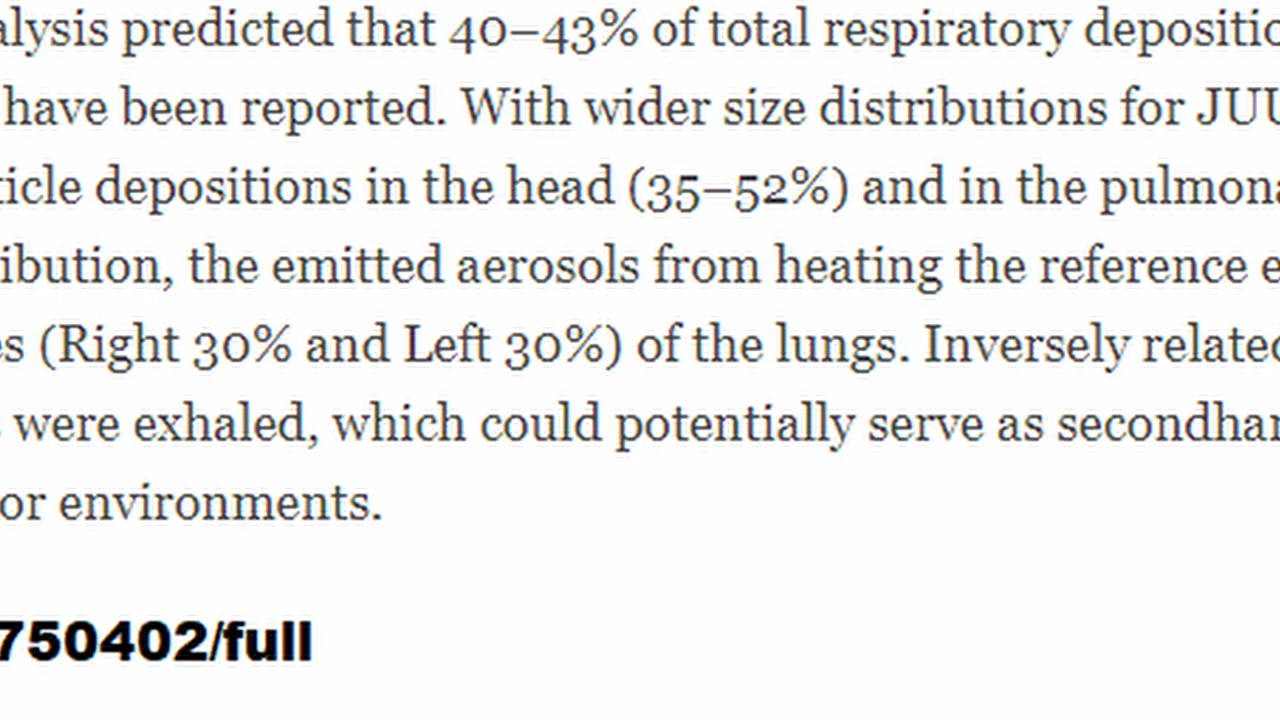 alysis predicted that 40–43% of total respiratory depositio
have been reported. With wider size distributions for JUU
ticle depositions in the head (35–52%) and in the pulmona
ibution, the emitted aerosols from heating the reference e
es (Right 30% and Left 30%) of the lungs. Inversely related
s were exhaled, which could potentially serve as secondhan
or environments.
750402/full